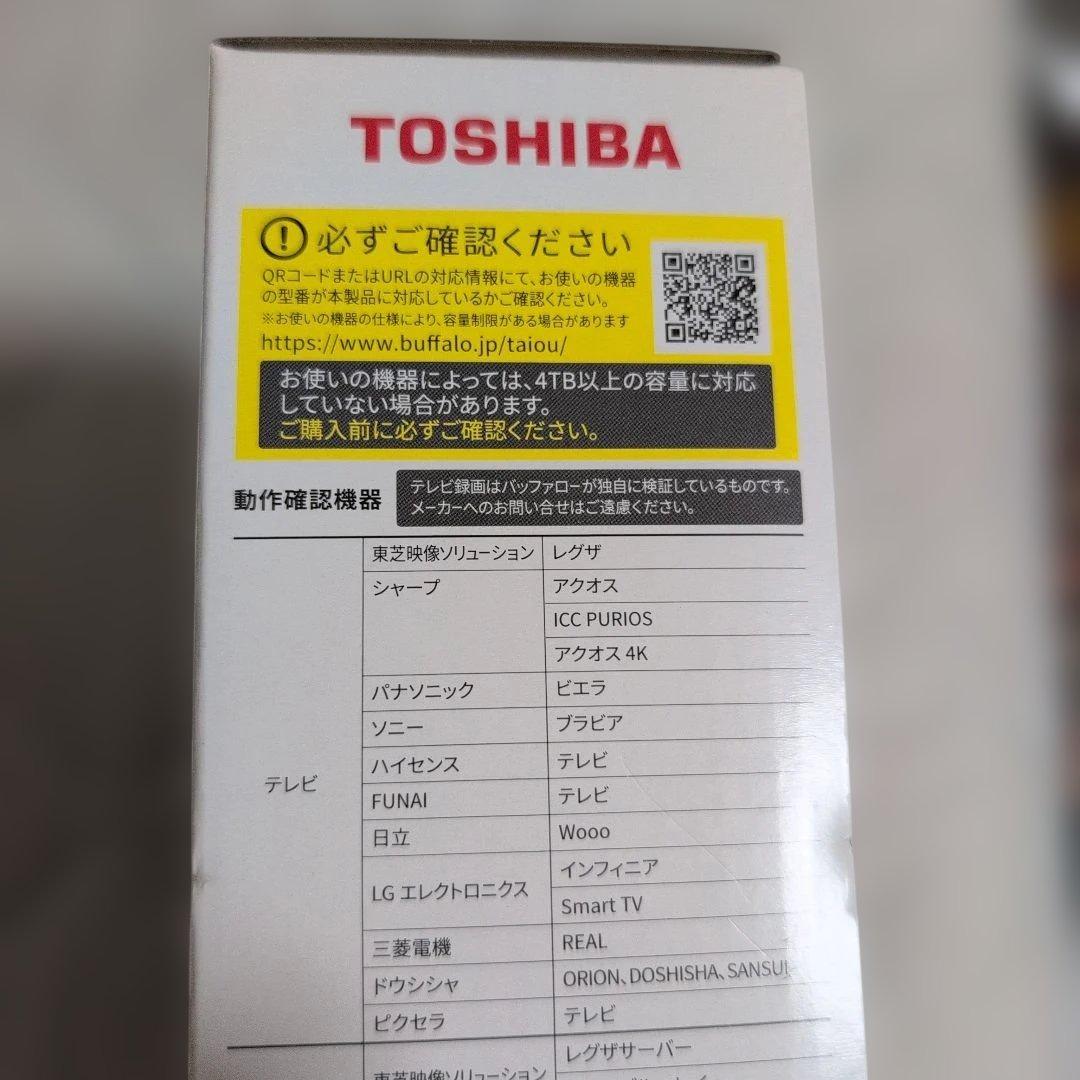 TOSHIBA
! 必ずご確認ください
QRコードまたはURLの対応情報にて、お使いの機器
の型番が本製品に対応しているかご確認ください。
※お使いの機器の仕様により、容量制限がある場合があります
https://www.buffalo.jp/taiou/
お使いの機器によっては、4TB以上の容量に対応
していない場合があります。
ご購入前に必ずご確認ください。
動作確認機器
テレビ録画はバッファローが独自に検証しているものです。
メーカーへのお問い合せはご遠慮ください。
テレビ
東芝映像ソリューション レグザ
シャープ アクオス
ICC PURIOS
アクオス 4K
パナソニック ビエラ
ソニー ブラビア
ハイセンス テレビ
FUNAI テレビ
日立 Wooo
LG エレクトロニクス インフィニア
Smart TV
三菱電機 REAL
ドウシシャ ORION、DOSHISHA、SANSUI
ピクセラ テレビ
レグザサーバー
東芝映像ソリューション